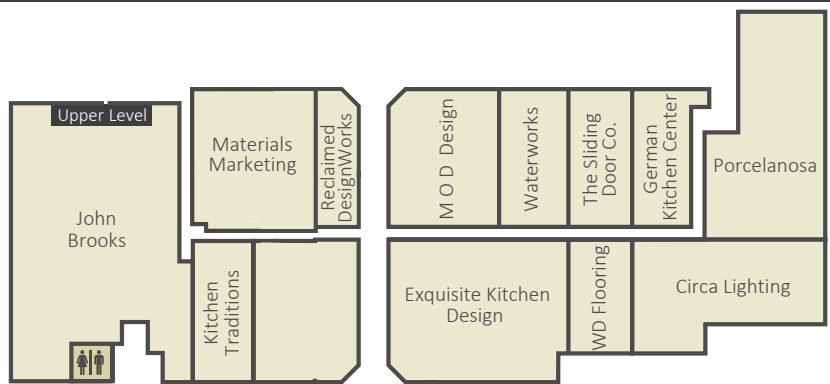 Upper Level
John
Brooks
Materials
Marketing
Reclaimed
DesignWorks
M O D Design
Waterworks
The Sliding
Door Co.
German
Kitchen Center
Porcelanosa
Kitchen
Traditions
Exquisite Kitchen
Design
WD Flooring
Circa Lighting